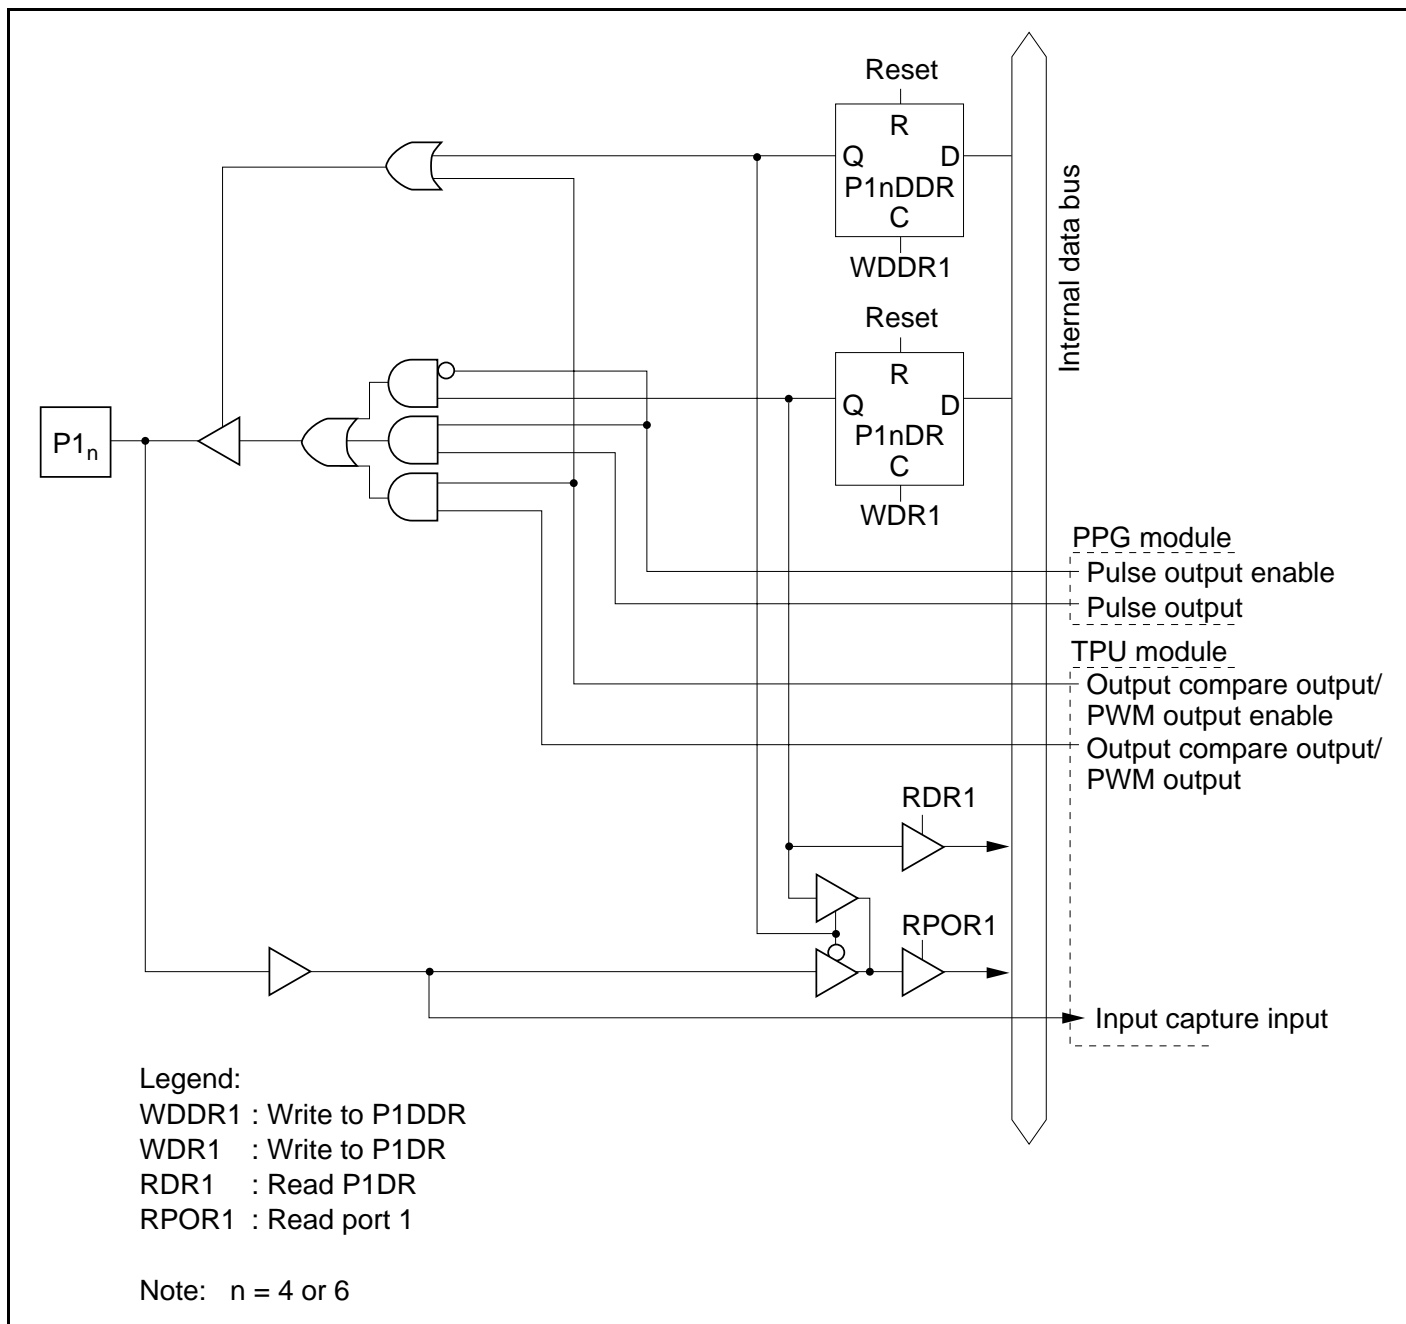 Reset
R
Q D
P1nDDR
C
WDDR1
Internal data bus
Reset
R
Q D
P1nDR
C
WDR1
P1n
PPG module
Pulse output enable
Pulse output
TPU module
Output compare output/
PWM output enable
Output compare output/
PWM output
RDR1
RPOR1
Input capture input
Legend:
WDDR1 : Write to P1DDR
WDR1 : Write to P1DR
RDR1 : Read P1DR
RPOR1 : Read port 1
Note: n = 4 or 6